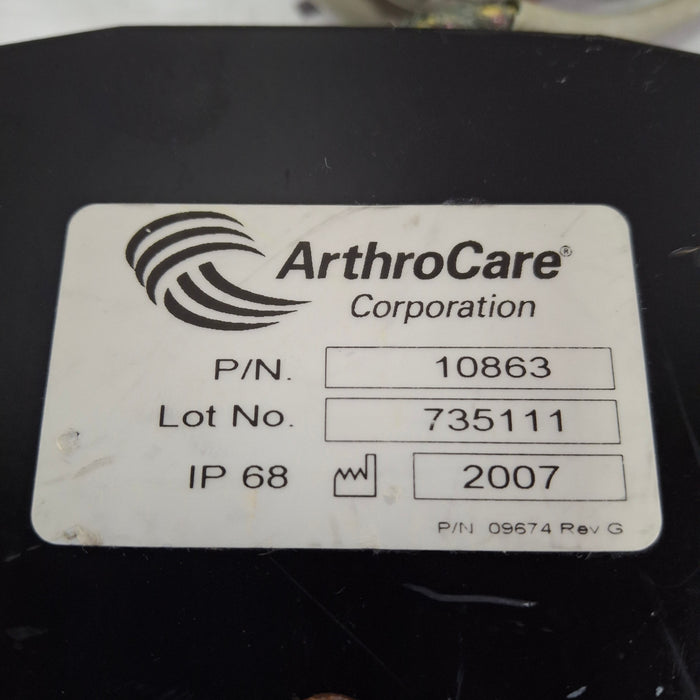 ArthroCare®
Corporation
P/N. 10863
Lot No. 735111
IP 68 2007
P/N 09674 Rev G